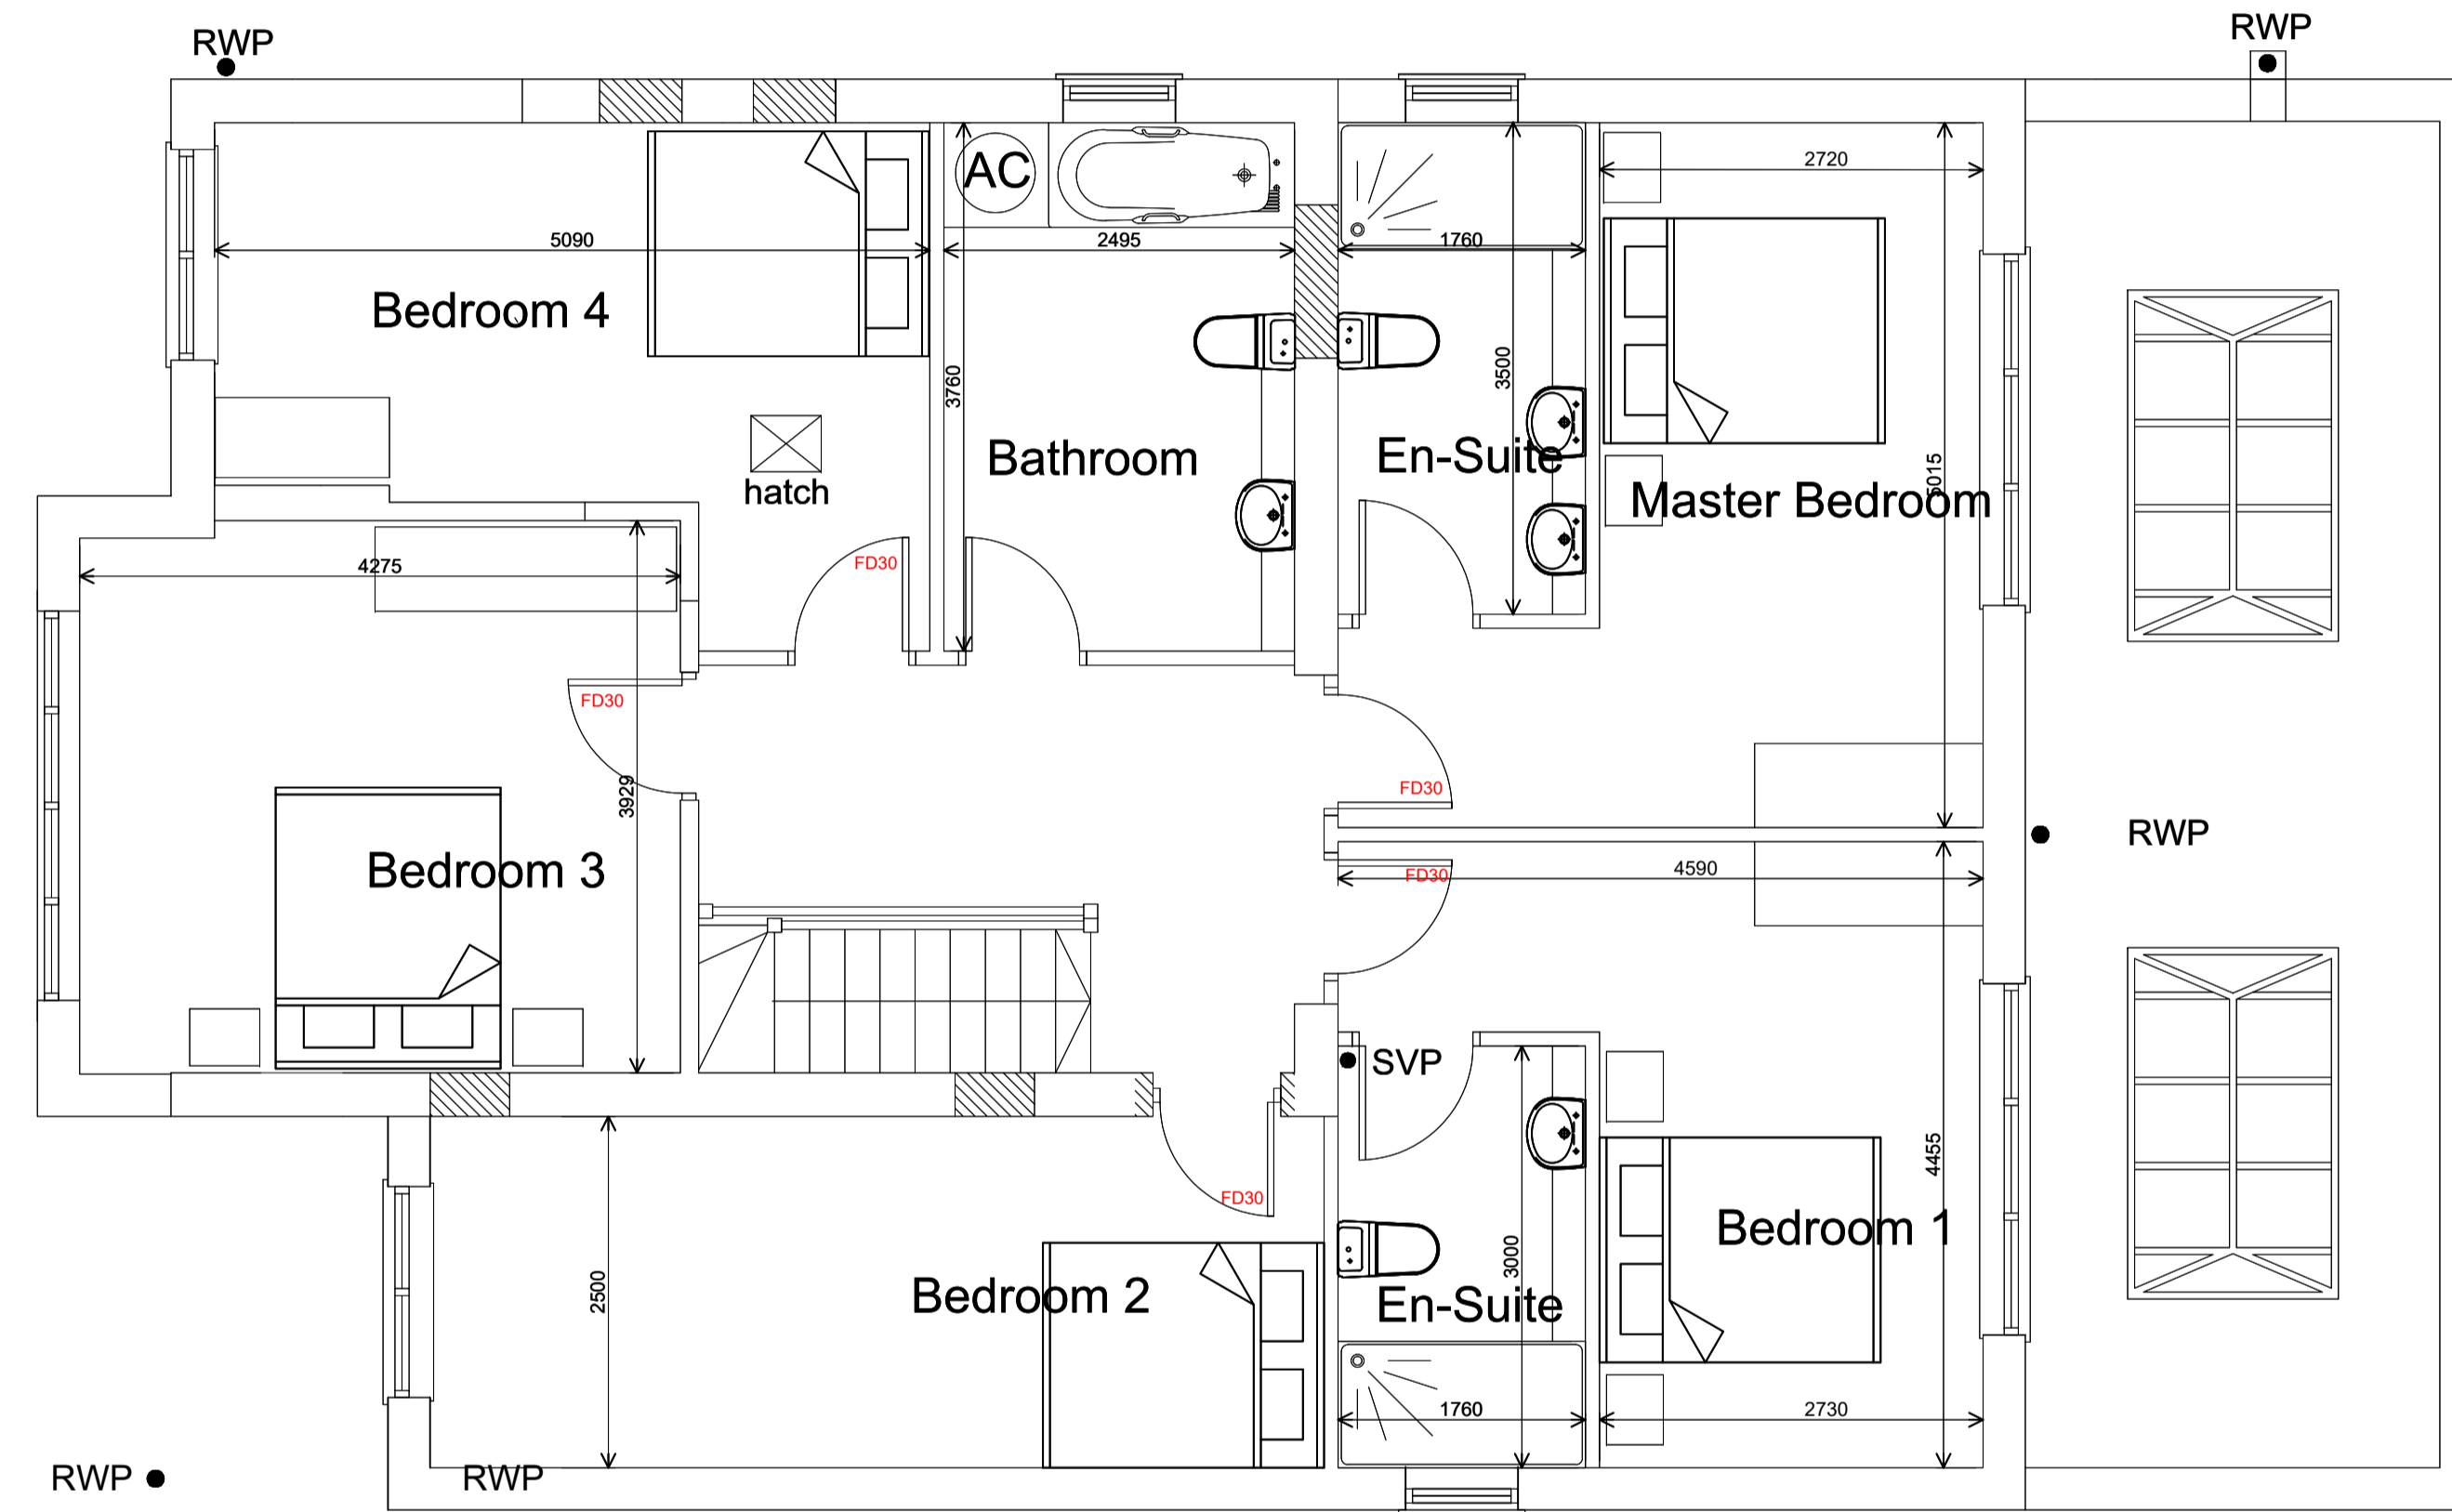 RWP
RWP
AC
2720
5090
2495
1760
Bedroom 4
3760
3500
Bathroom
En-Suite
5015
hatch
Master Bedroom
4275
FD30
FD30
3929
FD30
RWP
Bedroom 3
FD30
4590
SVP
4455
FD30
Bedroom 1
2500
Bedroom 2
3000
En-Suite
1760
2730
RWP
RWP